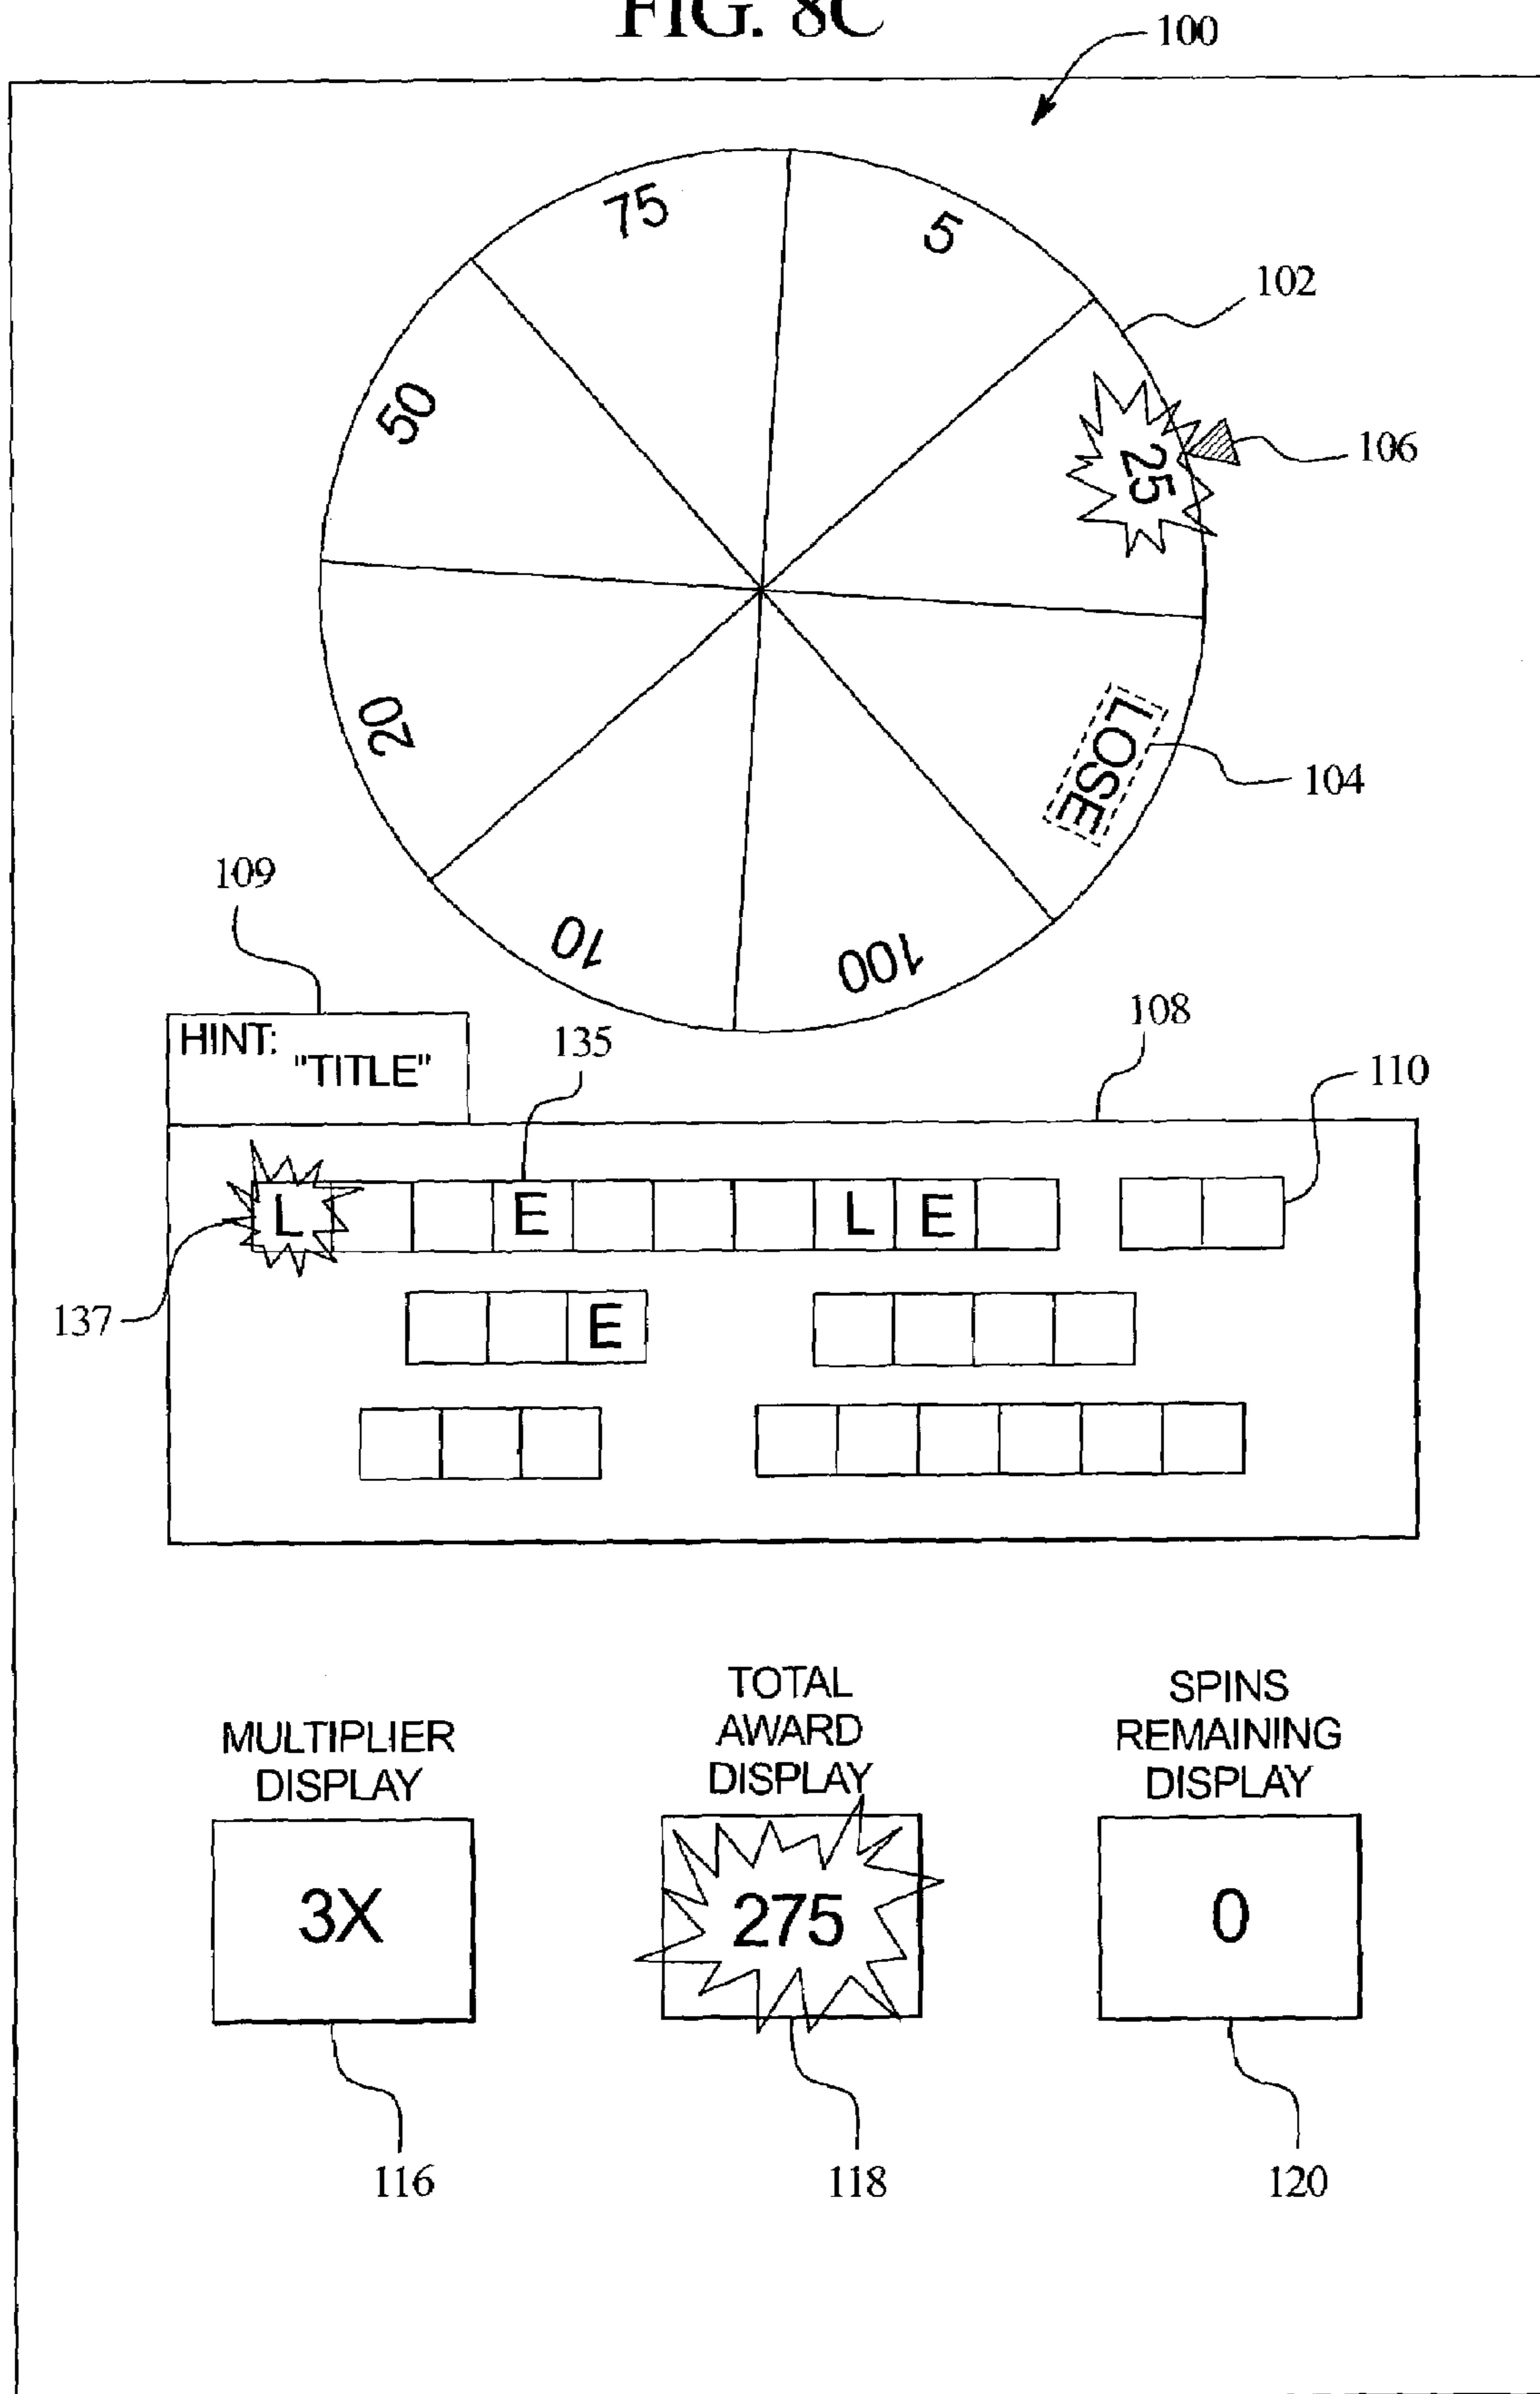 FIG. 8C
100
75
5
102
50
25
106
20
LOSE
104
109
10
100
HINT:
"TITLE"
135
108
110
L E L E
137
E
MULTIPLIER
DISPLAY
TOTAL
AWARD
DISPLAY
SPINS
REMAINING
DISPLAY
3X
275
0
116
118
120